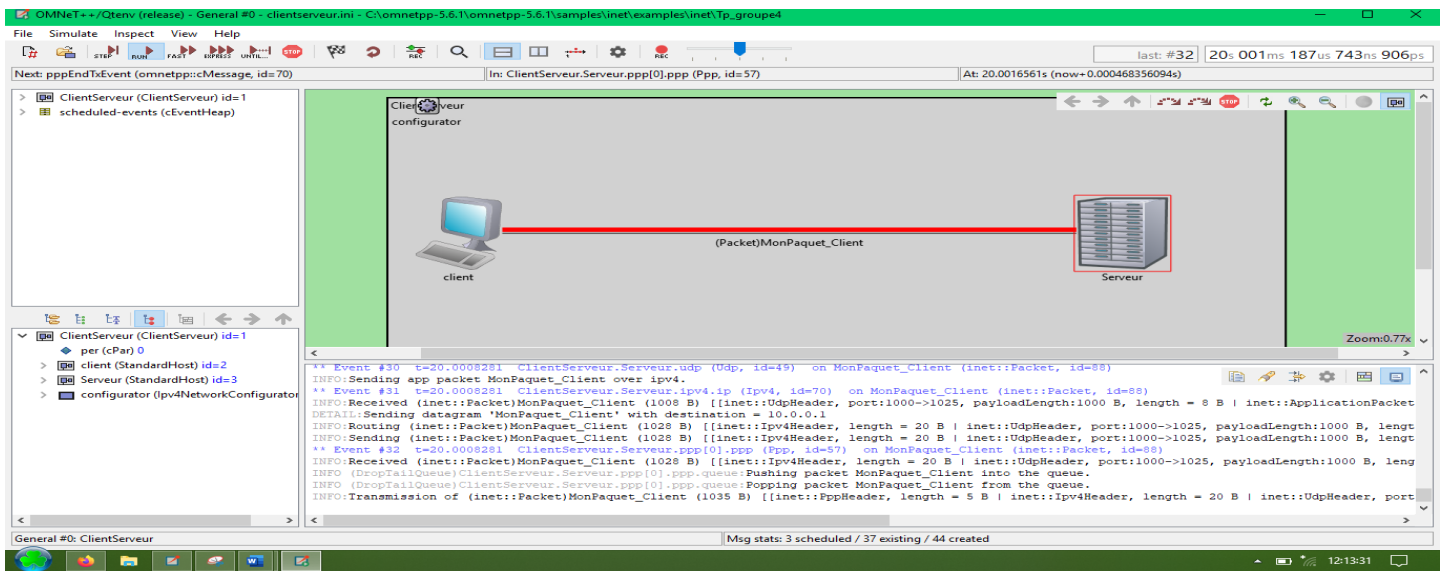 OMNeT++/Qtenv (release) - General #0 - clientserveur.ini - C:\omnetpp-5.6.1\omnetpp-5.6.1\samples\inet\examples\inet\Tp_groupe4
File Simulate Inspect View Help
STEP RUN FAST EXPRESS UNTIL... STOP REC REC last: #32 20s 001ms 187us 743ns 906ps
Next: pppEndTxEvent (omnetpp::cMessage, id=70) In: ClientServeur.Serveur.ppp[0].ppp (Ppp, id=57) At: 20.0016561s (now+0.000468356094s)
ClientServeur (ClientServeur) id=1
scheduled-events (cEventHeap)
configurator
STOP
(Packet)MonPaquet_Client
client
Serveur
Zoom:0.77x
ClientServeur (ClientServeur) id=1
per (cPar) 0
client (StandardHost) id=2
Serveur (StandardHost) id=3
configurator (Ipv4NetworkConfigurator
** Event #30 t=20.0008281 ClientServeur.Serveur.udp (Udp, id=49) on MonPaquet_Client (inet::Packet, id=88)
INFO:Sending app packet MonPaquet_Client over ipv4.
** Event #31 t=20.0008281 ClientServeur.Serveur.ipv4.ip (Ipv4, id=70) on MonPaquet_Client (inet::Packet, id=88)
INFO:Received (inet::Packet)MonPaquet_Client (1008 B) [[inet::UdpHeader, port:1000->1025, payloadLength:1000 B, length = 8 B | inet::ApplicationPacket
DETAIL:Sending datagram 'MonPaquet_Client' with destination = 10.0.0.1
INFO:Routing (inet::Packet)MonPaquet_Client (1028 B) [[inet::Ipv4Header, length = 20 B | inet::UdpHeader, port:1000->1025, payloadLength:1000 B, lengt
INFO:Sending (inet::Packet)MonPaquet_Client (1028 B) [[inet::Ipv4Header, length = 20 B | inet::UdpHeader, port:1000->1025, payloadLength:1000 B, lengt
** Event #32 t=20.0008281 ClientServeur.Serveur.ppp[0].ppp (Ppp, id=57) on MonPaquet_Client (inet::Packet, id=88)
INFO:Received (inet::Packet)MonPaquet_Client (1028 B) [[inet::Ipv4Header, length = 20 B | inet::UdpHeader, port:1000->1025, payloadLength:1000 B, leng
INFO (DropTailQueue)ClientServeur.Serveur.ppp[0].ppp.queue:Pushing packet MonPaquet_Client into the queue.
INFO (DropTailQueue)ClientServeur.Serveur.ppp[0].ppp.queue:Popping packet MonPaquet_Client from the queue.
INFO:Transmission of (inet::Packet)MonPaquet_Client (1035 B) [[inet::PppHeader, length = 5 B | inet::Ipv4Header, length = 20 B | inet::UdpHeader, port
General #0: ClientServeur Msg stats: 3 scheduled / 37 existing / 44 created
12:13:31